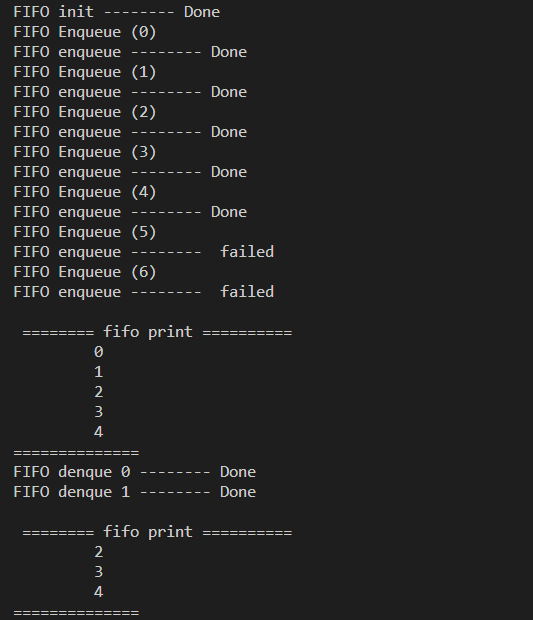 FIFO init -------- Done
FIFO Enqueue (0)
FIFO enqueue -------- Done
FIFO Enqueue (1)
FIFO enqueue -------- Done
FIFO Enqueue (2)
FIFO enqueue -------- Done
FIFO Enqueue (3)
FIFO enqueue -------- Done
FIFO Enqueue (4)
FIFO enqueue -------- Done
FIFO Enqueue (5)
FIFO enqueue --------  failed
FIFO Enqueue (6)
FIFO enqueue --------  failed

 ======== fifo print ==========
         0
         1
         2
         3
         4
==============
FIFO denque 0 -------- Done
FIFO denque 1 -------- Done

 ======== fifo print ==========
         2
         3
         4
==============